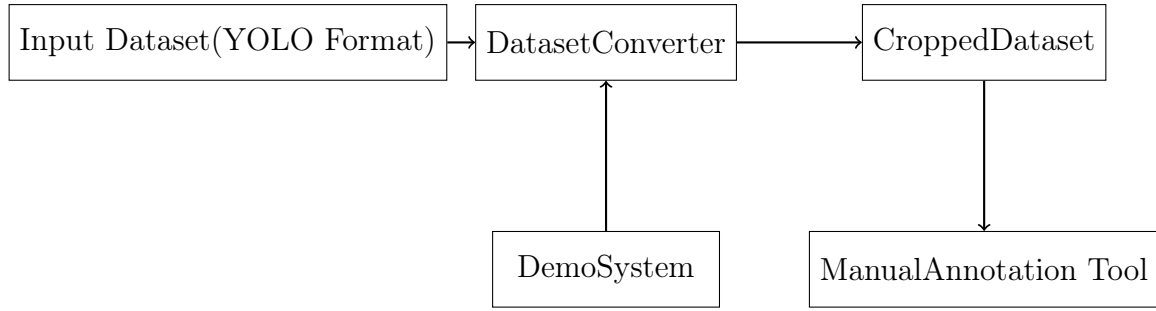 Input Dataset(YOLO Format)
DatasetConverter
CroppedDataset
DemoSystem
ManualAnnotation Tool